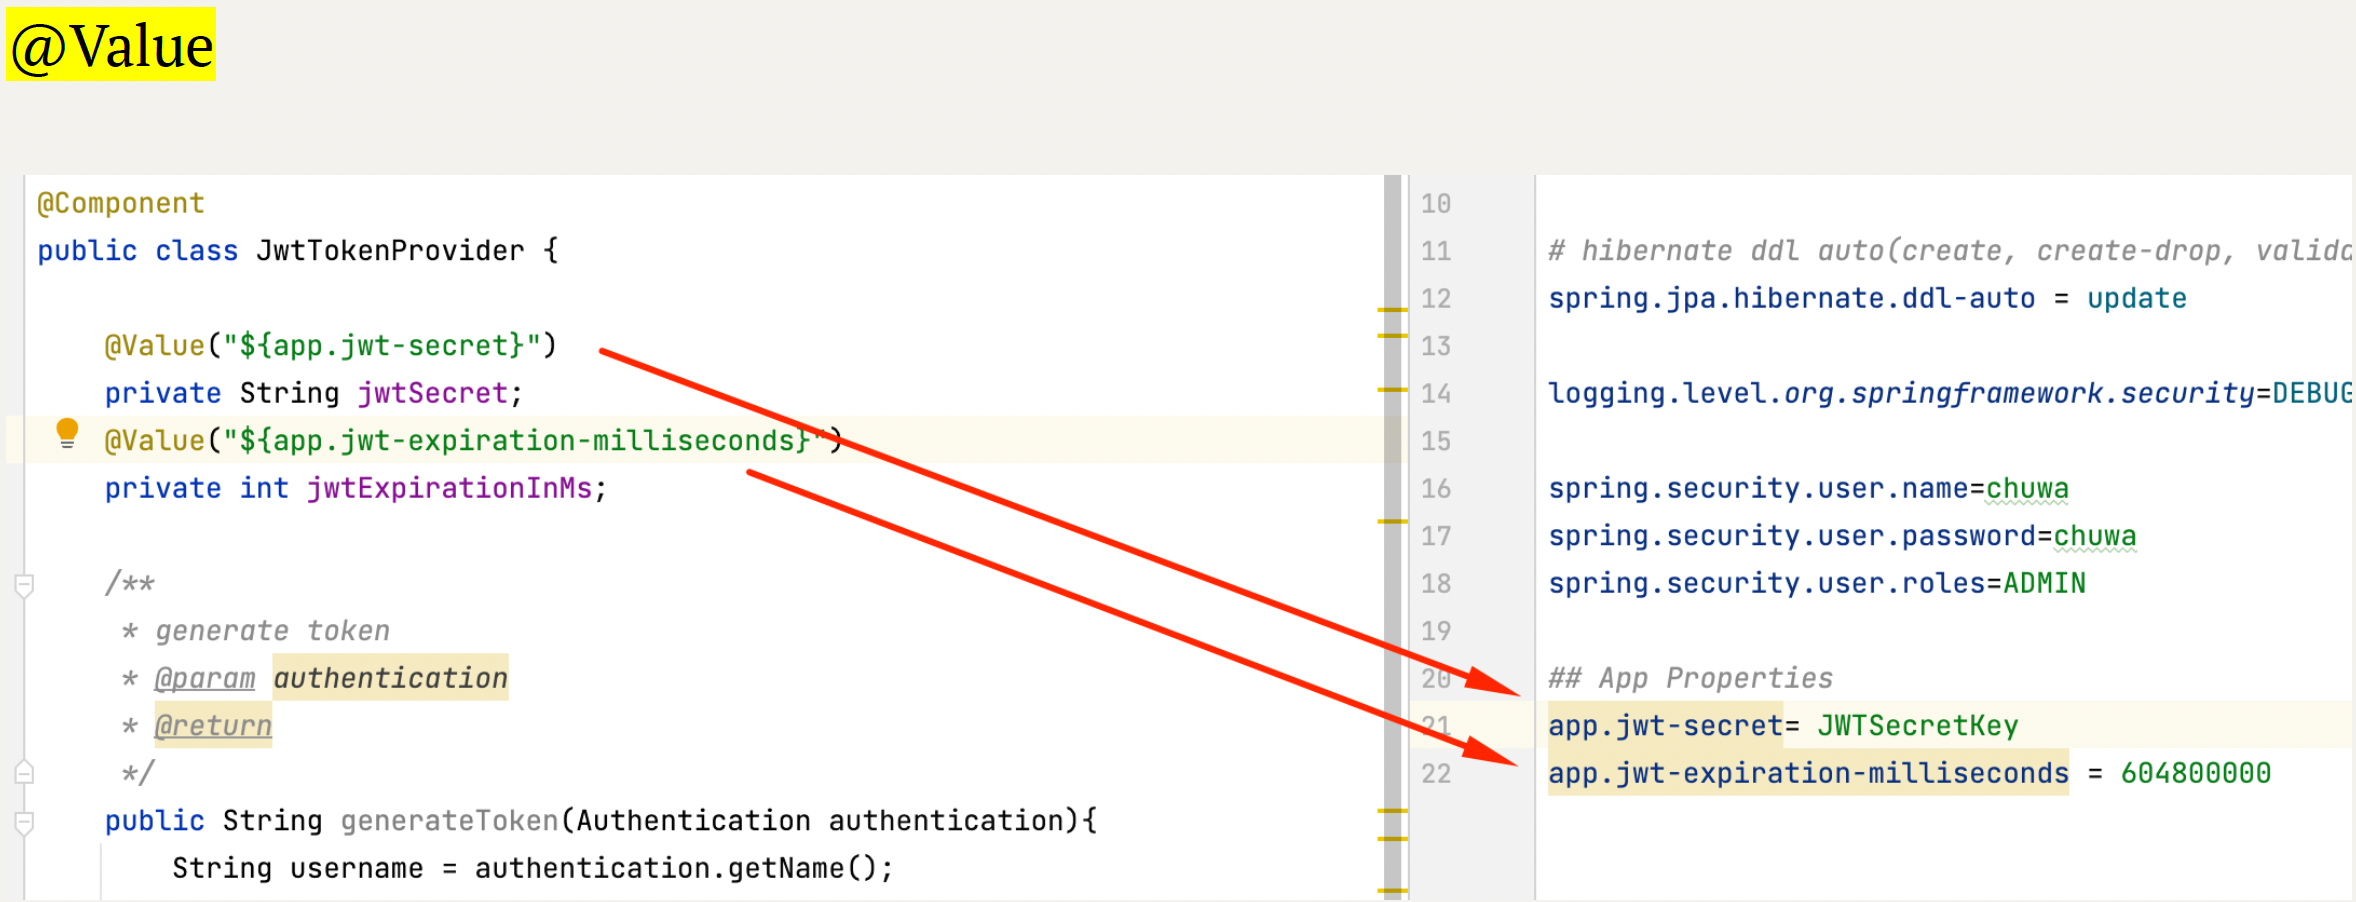 @Value
@Component
public class JwtTokenProvider {
@Value("${app.jwt-secret}")
private String jwtSecret;
@Value("${app.jwt-expiration-milliseconds}")
private int jwtExpirationInMs;
/**
* generate token
* @param authentication
* @return
*/
public String generateToken(Authentication authentication){
String username = authentication.getName();
10
11 # hibernate ddl auto(create, create-drop, valida
12 spring.jpa.hibernate.ddl-auto = update
13
14 logging.level.org.springframework.security=DEBUG
15
16 spring.security.user.name=chuwa
17 spring.security.user.password=chuwa
18 spring.security.user.roles=ADMIN
19
20 ## App Properties
21 app.jwt-secret= JWTSecretKey
22 app.jwt-expiration-milliseconds = 604800000